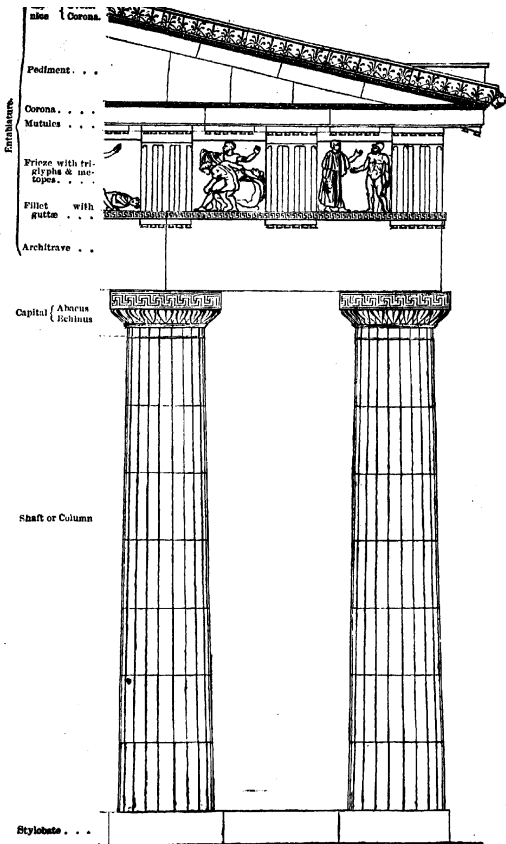 nice { Corona.
Pediment . . .
Entablature.
Corona . . . .
Mutules . . .
Frieze with tri-
glyphs & me-
topes. . . . .
Fillet with
guttæ . . .
Architrave . .
Capital { Abacus
Echinus
Shaft or Column
Stylobate . . .